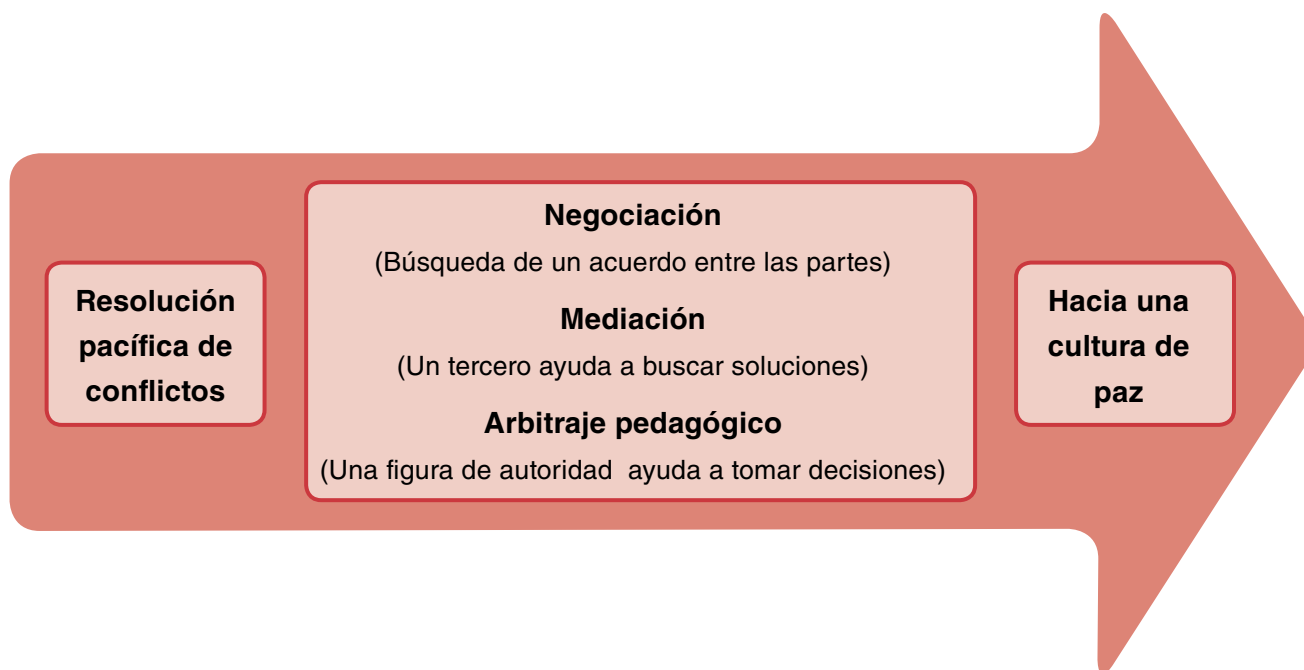 Resolución
pacífica de
conflictos
Negociación
(Búsqueda de un acuerdo entre las partes)
Mediación
(Un tercero ayuda a buscar soluciones)
Arbitraje pedagógico
(Una figura de autoridad  ayuda a tomar decisiones)
Hacia una
cultura de
paz